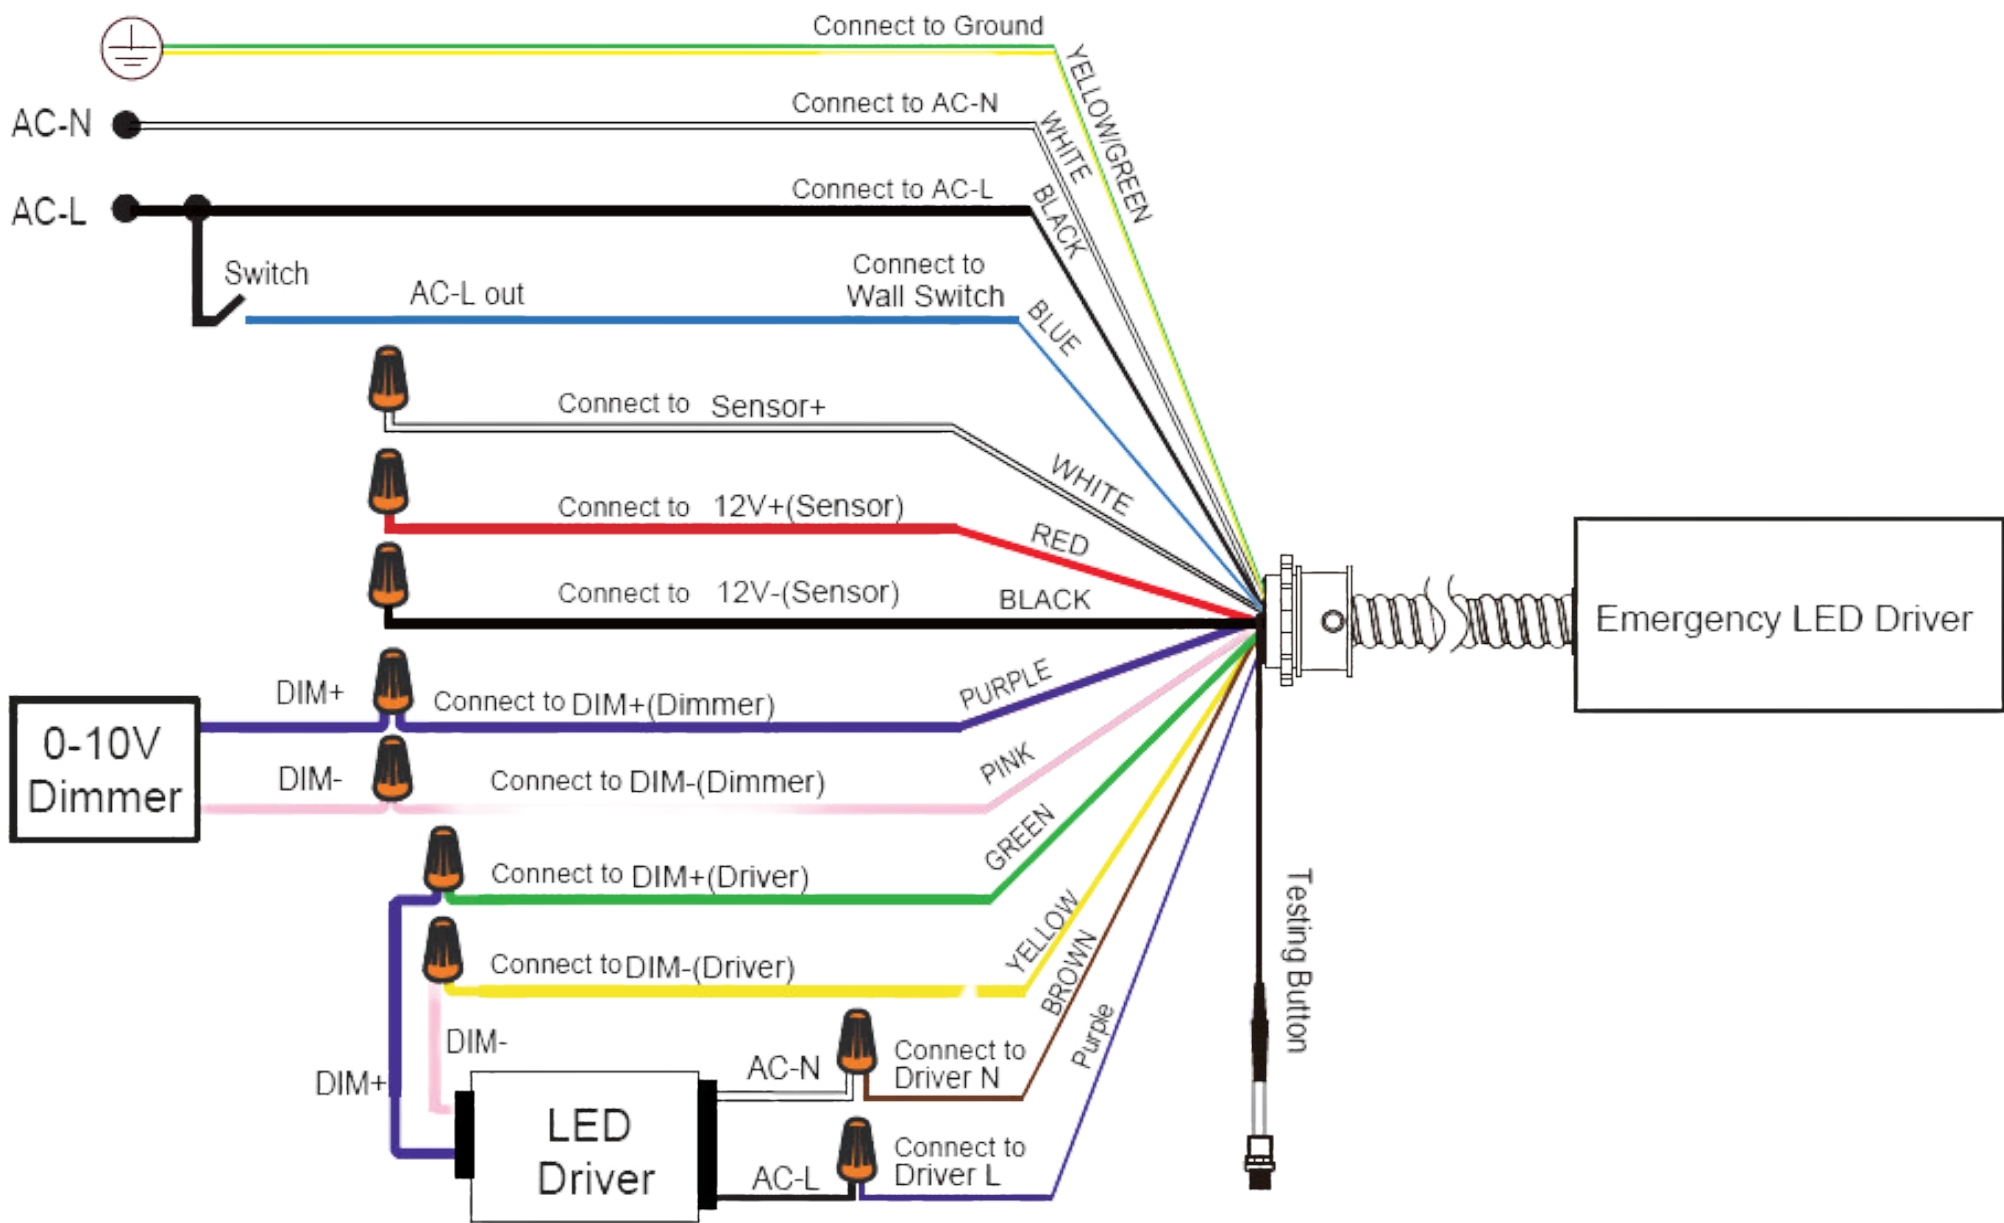 Connect to Ground
YELLOW/GREEN
AC-N
Connect to AC-N
WHITE
AC-L
Connect to AC-L
BLACK
Switch
AC-L out
Connect to
Wall Switch
BLUE
Connect to Sensor+
WHITE
Connect to 12V+(Sensor)
RED
Connect to 12V-(Sensor)
BLACK
Emergency LED Driver
0-10V
Dimmer
DIM+
Connect to DIM+(Dimmer)
PURPLE
DIM-
Connect to DIM-(Dimmer)
PINK
Connect to DIM+(Driver)
GREEN
Connect to DIM-(Driver)
YELLOW
BROWN
Purple
Testing Button
DIM-
DIM+
LED
Driver
AC-N
Connect to
Driver N
AC-L
Connect to
Driver L